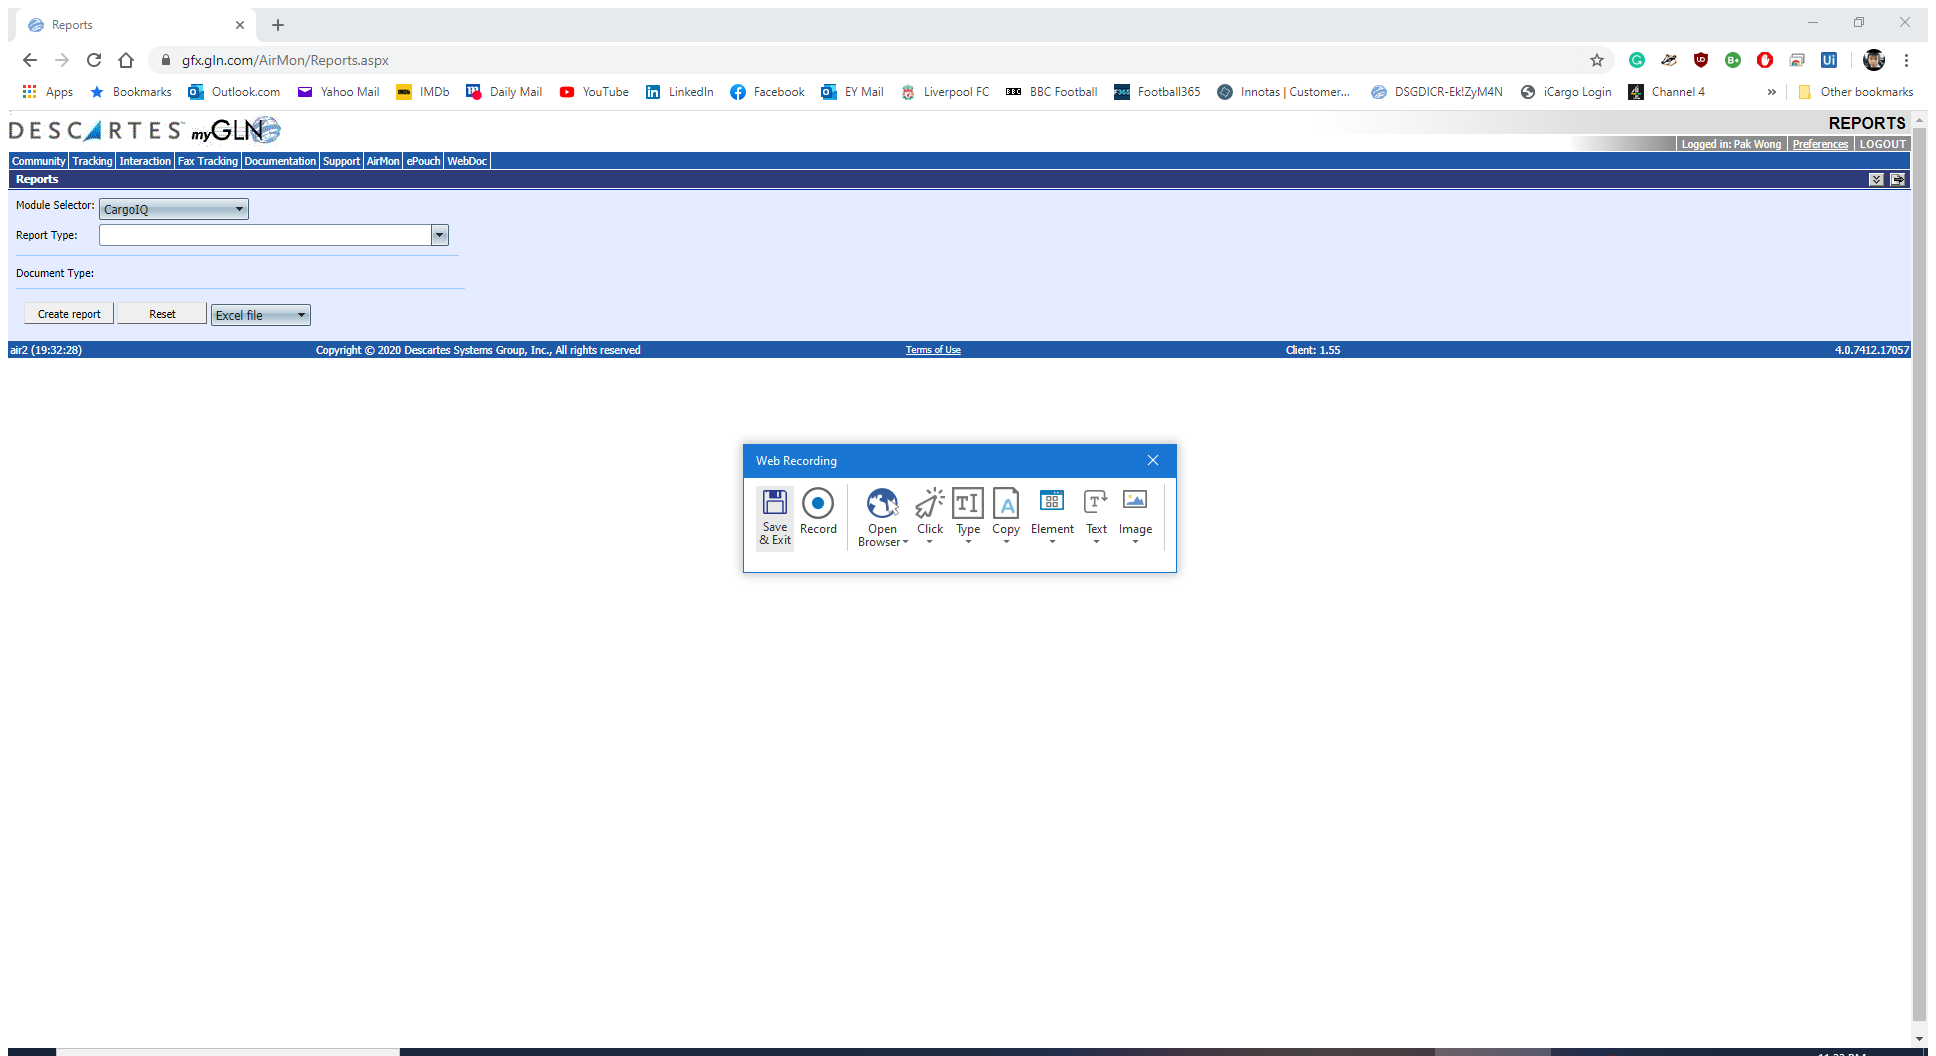 Reports
gfx.gln.com/AirMon/Reports.aspx
Apps Bookmarks Outlook.com Yahoo Mail IMDb Daily Mail YouTube LinkedIn Facebook EY Mail Liverpool FC BBC Football Football365 Innotas | Customer... DSGDICR-Ek!ZyM4N iCargo Login Channel 4 » Other bookmarks
DESCARTES myGLN
REPORTS
Logged in: Pak Wong Preferences LOGOUT
Community Tracking Interaction Fax Tracking Documentation Support AirMon ePouch WebDoc
Reports
Module Selector: CargoIQ
Report Type:
Document Type:
Create report Reset Excel file
air2 (19:32:28) Copyright © 2020 Descartes Systems Group, Inc., All rights reserved Terms of Use Client: 1.55 4.0.7412.17057
Web Recording
Save & Exit
Record
Open Browser
Click
Type
Copy
Element
Text
Image